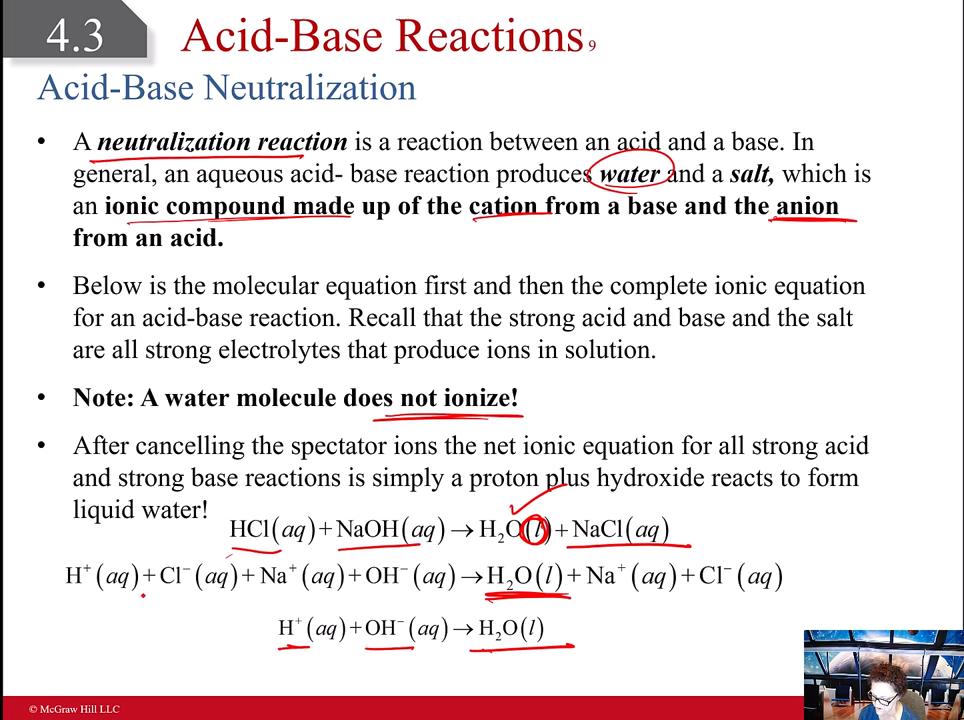 4.3
Acid-Base Reactions 9
Acid-Base Neutralization
• A neutralization reaction is a reaction between an acid and a base. In
general, an aqueous acid- base reaction produces water and a salt, which is
an ionic compound made up of the cation from a base and the anion
from an acid.
• Below is the molecular equation first and then the complete ionic equation
for an acid-base reaction. Recall that the strong acid and base and the salt
are all strong electrolytes that produce ions in solution.
• Note: A water molecule does not ionize!
• After cancelling the spectator ions the net ionic equation for all strong acid
and strong base reactions is simply a proton plus hydroxide reacts to form
liquid water!
HCl(aq)+NaOH(aq)→H₂O(l)+NaCl(aq)
H⁺(aq)+Cl⁻(aq)+Na⁺(aq)+OH⁻(aq)→H₂O(l)+Na⁺(aq)+Cl⁻(aq)
H⁺(aq)+OH⁻(aq)→H₂O(l)
© McGraw Hill LLC